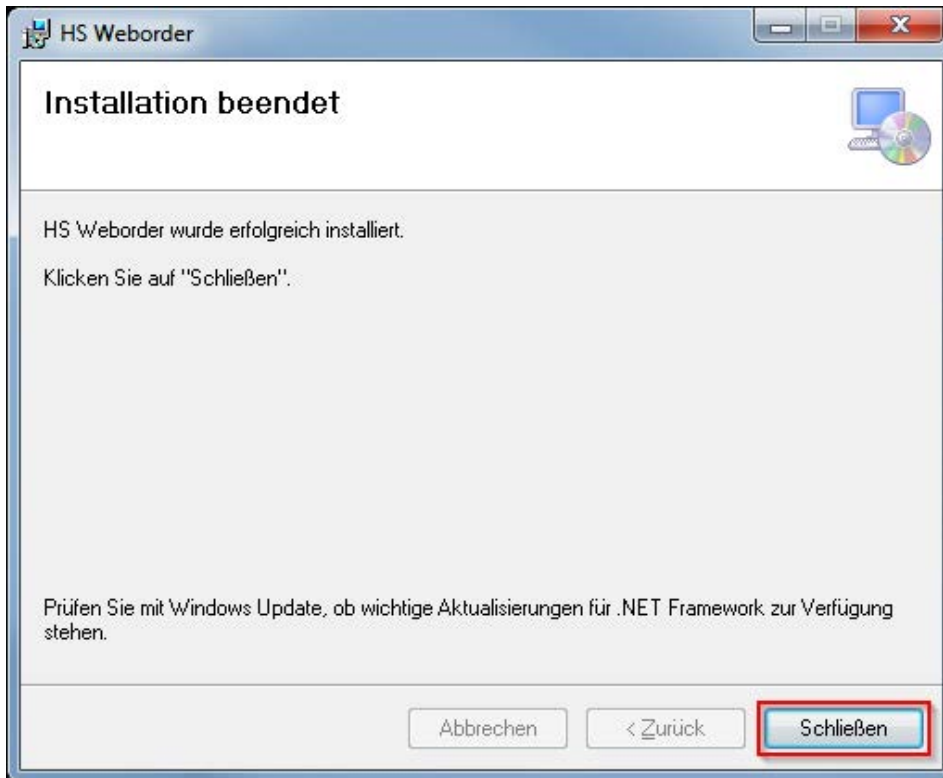 HS Weborder
Installation beendet
HS Weborder wurde erfolgreich installiert.
Klicken Sie auf "Schließen".
Prüfen Sie mit Windows Update, ob wichtige Aktualisierungen für .NET Framework zur Verfügung
stehen.
Abbrechen < Zurück Schließen